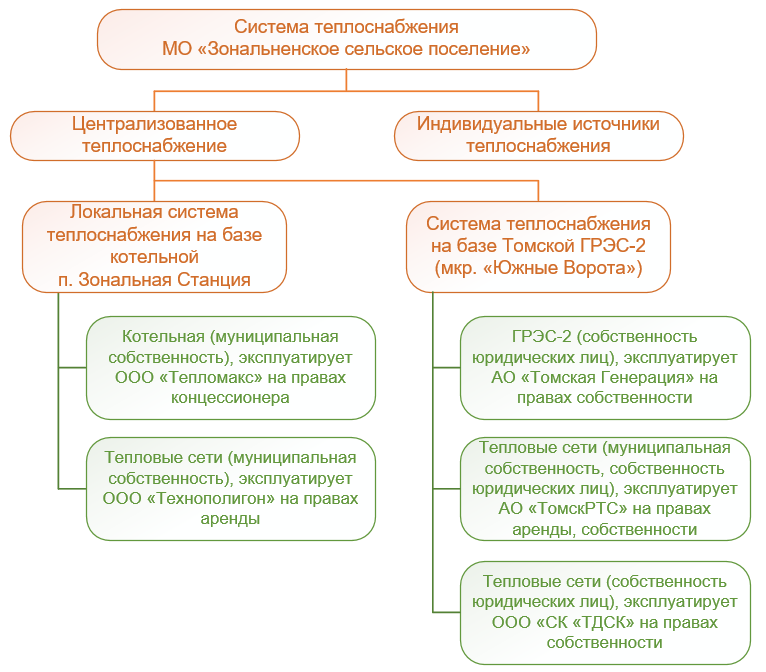 Система теплоснабжения
МО «Зональненское сельское поселение»
Централизованное
теплоснабжение
Индивидуальные источники
теплоснабжения
Локальная система
теплоснабжения на базе
котельной
п. Зональная Станция
Система теплоснабжения
на базе Томской ГРЭС-2
(мкр. «Южные Ворота»)
Котельная (муниципальная
собственность), эксплуатирует
ООО «Тепломакс» на правах
концессионера
Тепловые сети (муниципальная
собственность), эксплуатирует
ООО «Технополигон» на правах
аренды
ГРЭС-2 (собственность
юридических лиц), эксплуатирует
АО «Томская Генерация» на
правах собственности
Тепловые сети (муниципальная
собственность, собственность
юридических лиц), эксплуатирует
АО «ТомскРТС» на правах
аренды, собственности
Тепловые сети (собственность
юридических лиц), эксплуатирует
ООО «СК «ТДСК» на правах
собственности